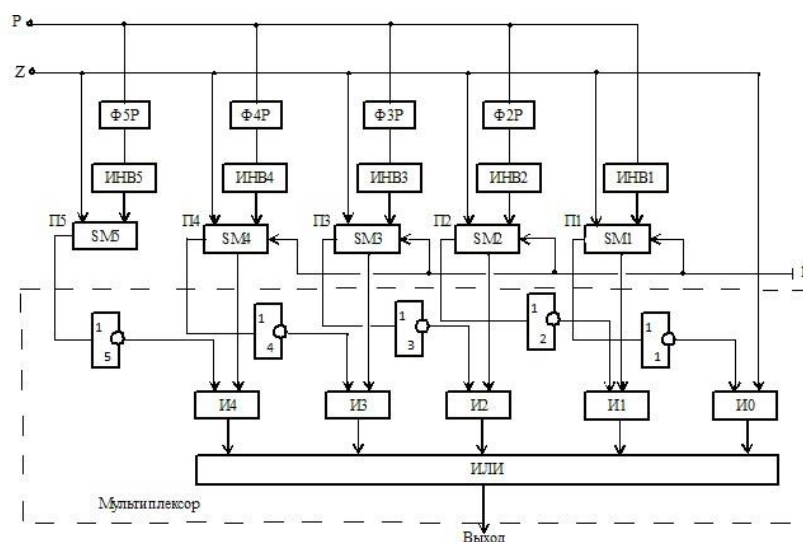 P
Z
Ф5Р Ф4Р Ф3Р Ф2Р
ИНВ5 ИНВ4 ИНВ3 ИНВ2 ИНВ1
П5 П4 П3 П2 П1
SM5 SM4 SM3 SM2 SM1
1
1 1 1 1 1
5 4 3 2 1
И4 И3 И2 И1 И0
ИЛИ
Мультиплексор
Выход